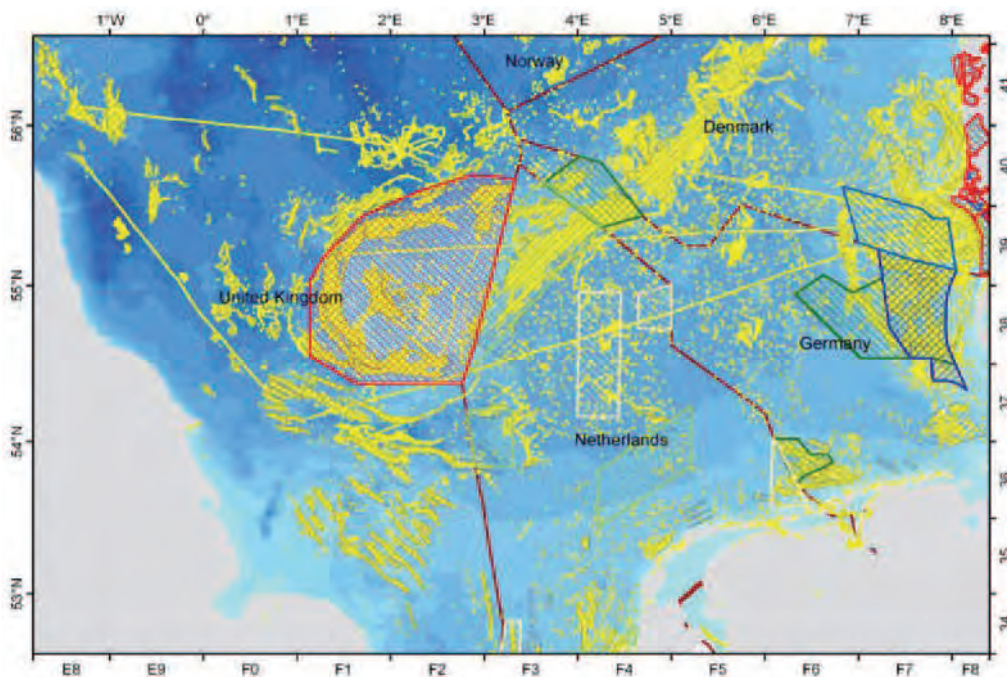 1°W 0° 1°E 2°E 3°E 4°E 5°E 6°E 7°E 8°E
Norway
41
56°N
Denmark
40
39
55°N
United Kingdom
38
Germany
37
54°N
Netherlands
36
35
53°N
34
E8 E9 F0 F1 F2 F3 F4 F5 F6 F7 F8